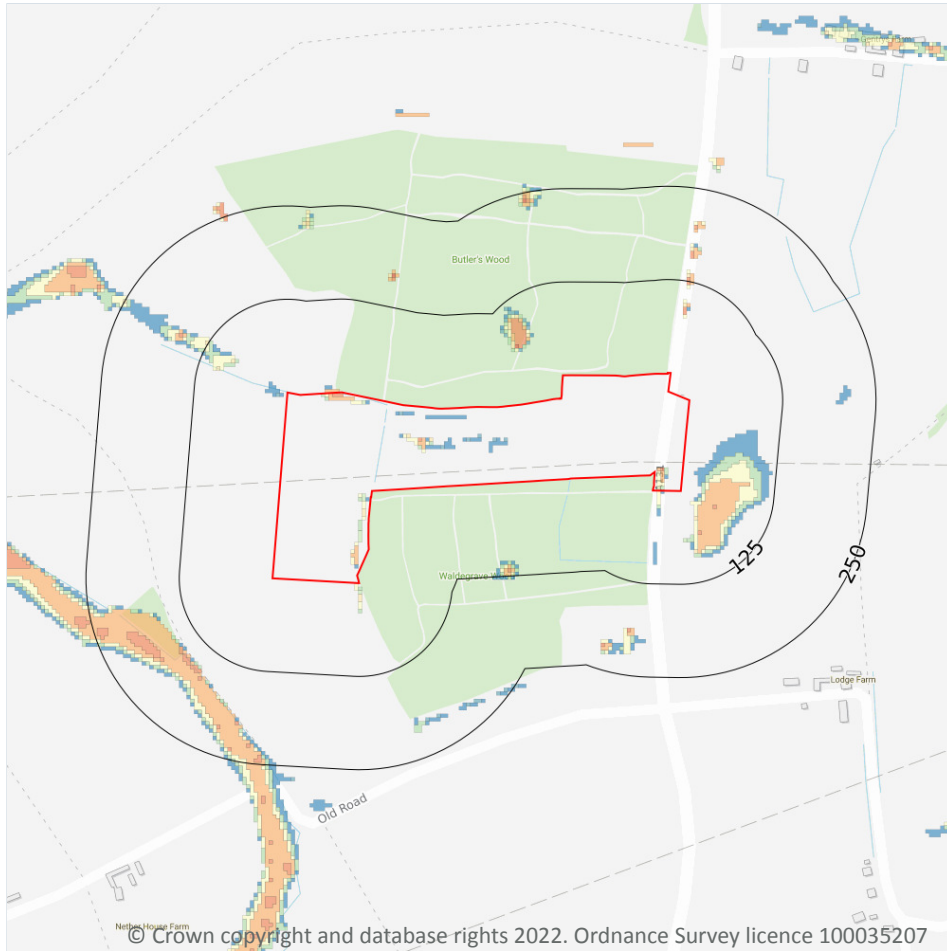 Butler's Wood
Waldegrave
125
250
Lodge Farm
Old Road
Nether House Farm
© Crown copyright and database rights 2022. Ordnance Survey licence 100035207